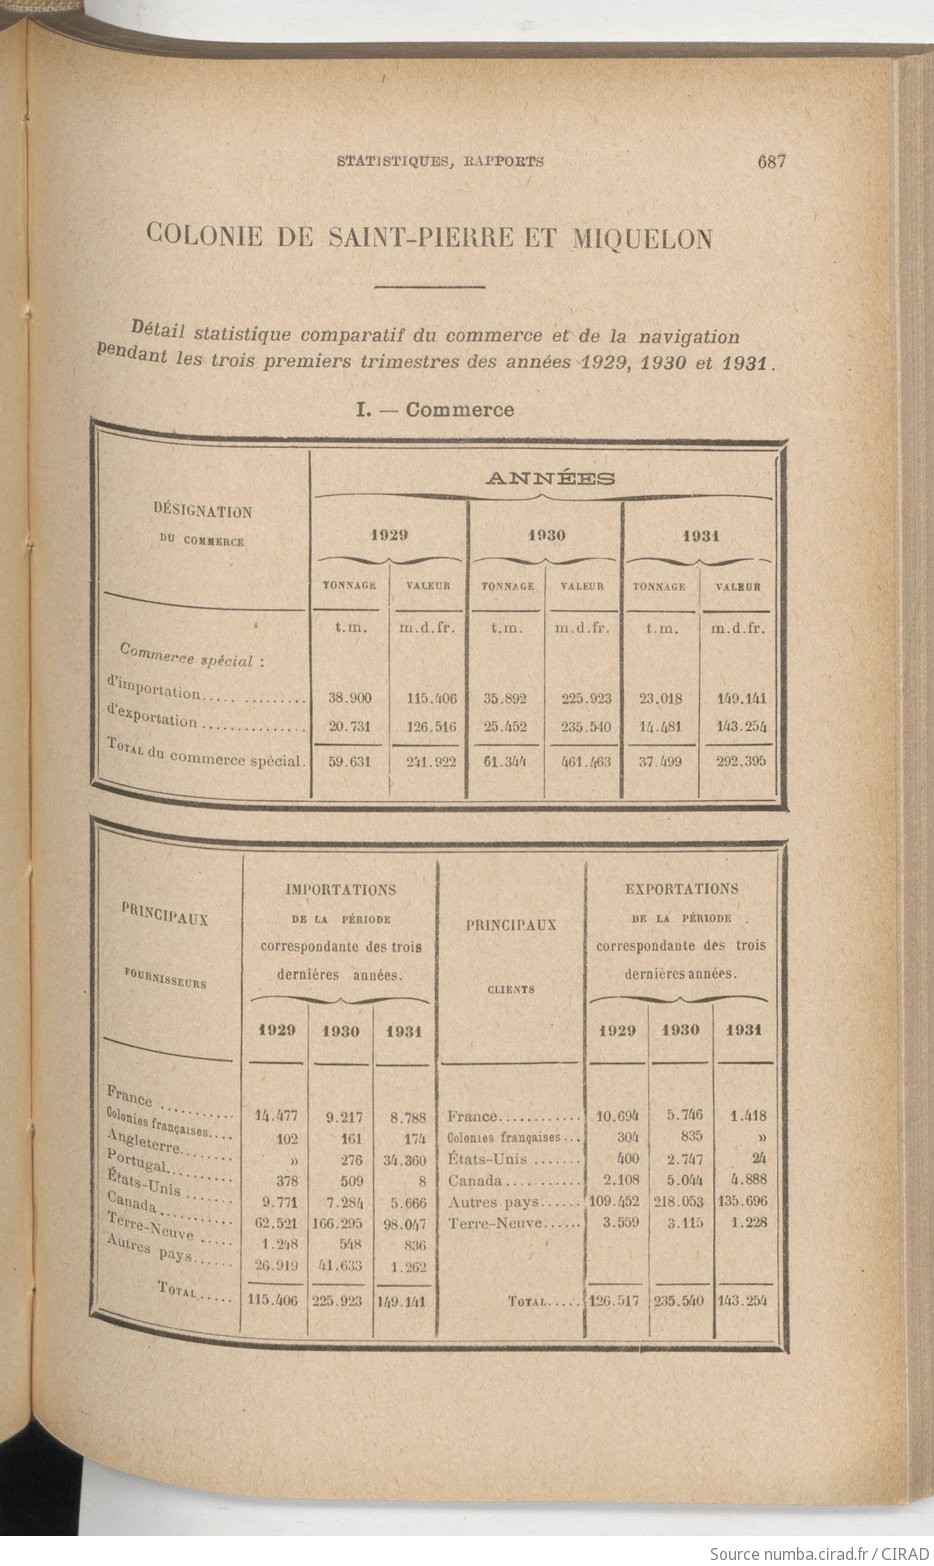 STATISTIQUES, RAPPORTS 687
COLONIE DE SAINT-PIERRE ET MIQUELON
Détail statistique comparatif du commerce et de la navigation
pendant les trois premiers trimestres des années 1929, 1930 et 1931.
I. — Commerce
DÉSIGNATION
DU COMMERCE
ANNÉES
1929 1930 1931
TONNAGE VALEUR TONNAGE VALEUR TONNAGE VALEUR
t.m. m.d.fr. t.m. m.d.fr. t.m. m.d.fr.
Commerce spécial :
d'importation..... ......... 38.900 115.406 35.892 225.923 23.018 149.141
d'exportation ............... 20.731 126.516 25.452 235.540 14.481 143.254
TOTAL du commerce spécial. 59.631 241.922 61.344 461.463 37.499 292.395
PRINCIPAUX
FOURNISSEURS
IMPORTATIONS
DE LA PÉRIODE
correspondante des trois
dernières années.
1929 1930 1931
PRINCIPAUX
CLIENTS
EXPORTATIONS
DE LA PÉRIODE
correspondante des trois
dernières années.
1929 1930 1931
France ........... 14.477 9.217 8.788 France............ 10.694 5.746 1.418
Colonies françaises.... 102 161 174 Colonies françaises... 304 835 »
Angleterre........ » 276 34.360 États-Unis ....... 400 2.747 24
Portugal.......... 378 509 8 Canada........... 2.108 5.044 4.888
États-Unis ....... 9.771 7.284 5.666 Autres pays...... 109.452 218.053 135.696
Canada........... 62.521 166.295 98.047 Terre-Neuve...... 3.559 3.115 1.228
Terre-Neuve ..... 1.248 548 836
Autres pays...... 26.919 41.633 1.262
TOTAL..... 115.406 225.923 149.141 TOTAL..... 126.517 235.540 143.254
Source numba.cirad.fr / CIRAD